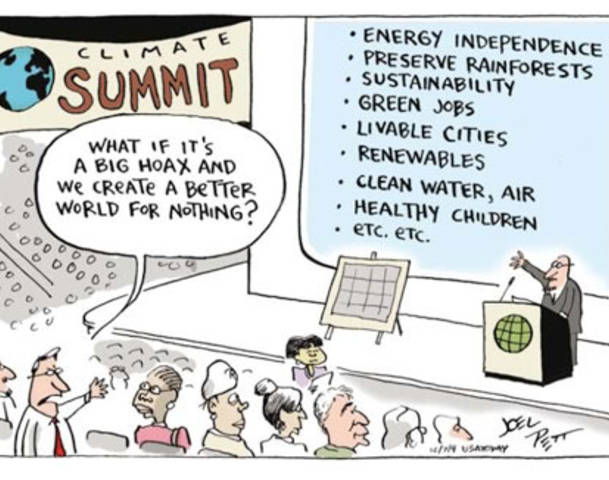 CLIMATE
SUMMIT
WHAT IF IT'S
A BIG HOAX AND
WE CREATE A BETTER
WORLD FOR NOTHING?
• ENERGY INDEPENDENCE
• PRESERVE RAINFORESTS
• SUSTAINABILITY
• GREEN JOBS
• LIVABLE CITIES
• RENEWABLES
• CLEAN WATER, AIR
• HEALTHY CHILDREN
• ETC. ETC.
JOEL
PETT
USA TODAY